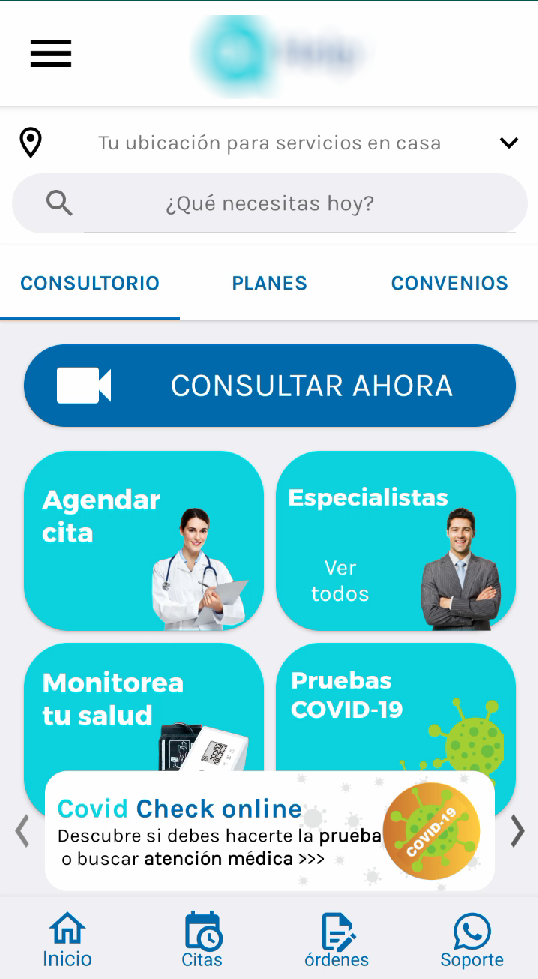 Tu ubicación para servicios en casa
¿Qué necesitas hoy?
CONSULTORIO PLANES CONVENIOS
CONSULTAR AHORA
Agendar
cita
Especialistas
Ver
todos
Monitorea
tu salud
Pruebas
COVID-19
Covid Check online
Descubre si debes hacerte la prueba
o buscar atención médica >>>
COVID-19
Inicio Citas órdenes Soporte